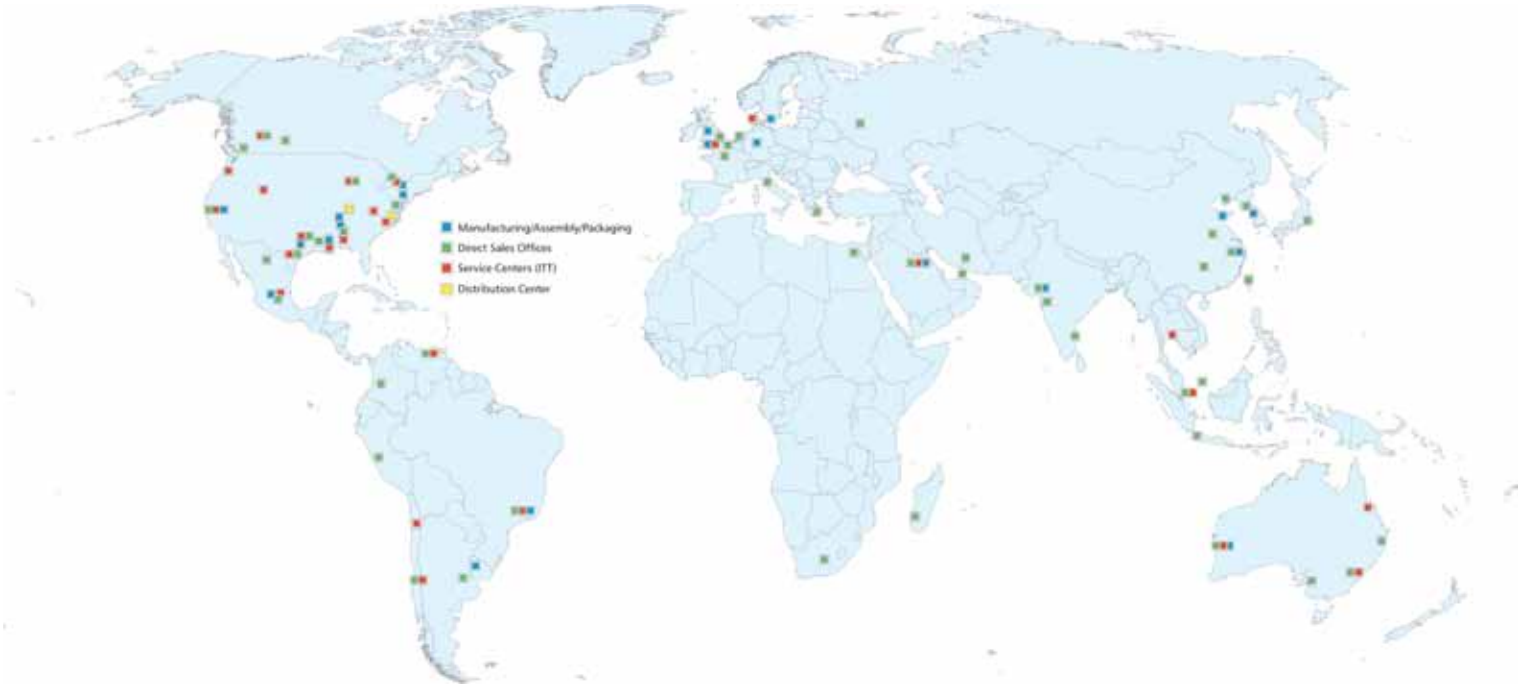 Manufacturing/Assembly/Packaging
Direct Sales Offices
Service Centers (ITT)
Distribution Center